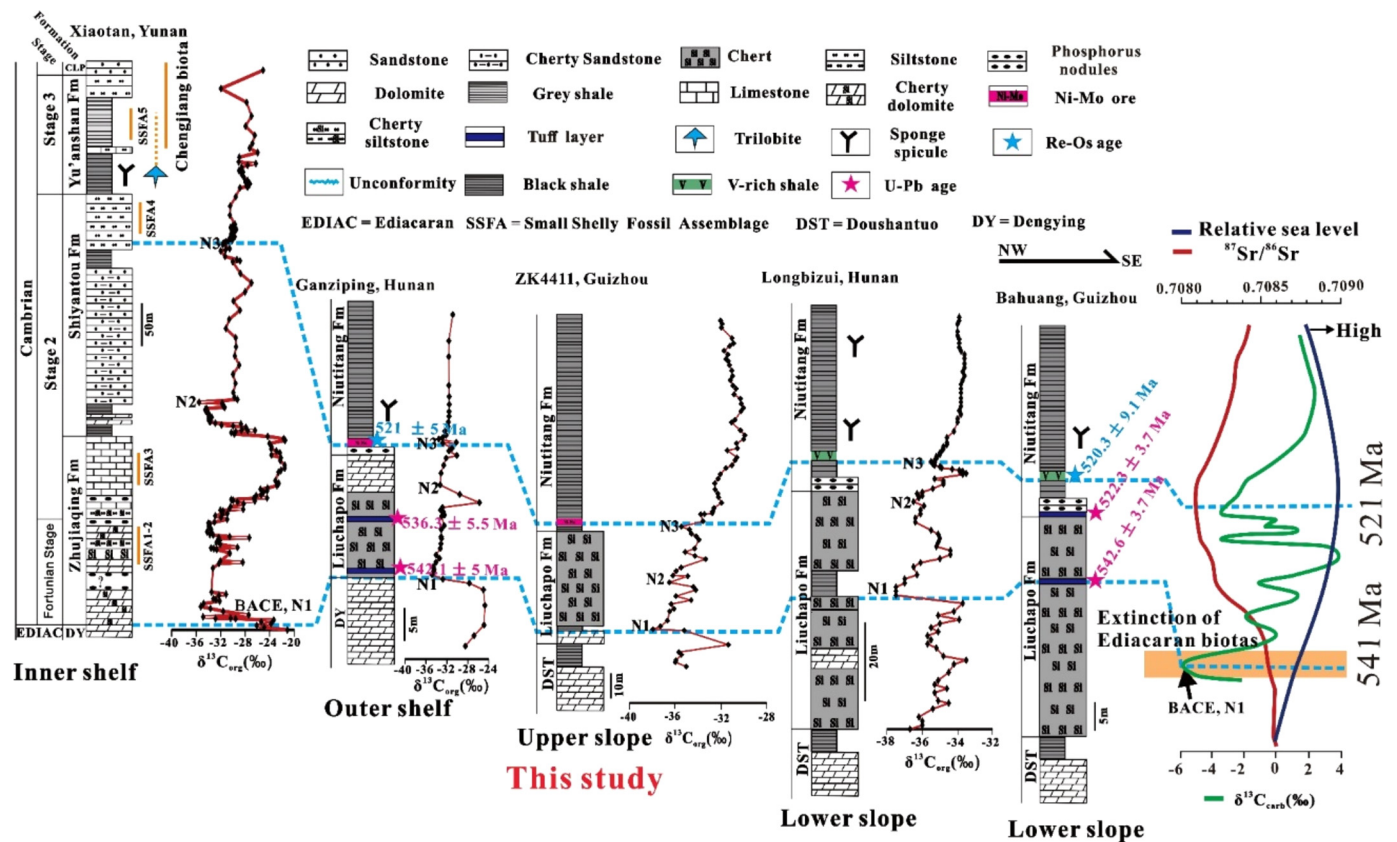 Xiaotan, Yunan
Formation
Stage
Cambrian
Stage 3
Stage 2
Fortunian Stage
EDIAC
CLP
Yu'anshan Fm
Shiyantou Fm
Zhujiaqing Fm
DY
Chengjiang biota
SSFA5
SSFA4
SSFA3
SSFA1-2
50m
?
N3
N2
BACE, N1
-40 -36 -32 -28 -24 -20
δ¹³Corg(‰)
Inner shelf
Sandstone
Cherty Sandstone
Chert
Siltstone
Phosphorus nodules
Dolomite
Grey shale
Limestone
Cherty dolomite
Ni-Mo
Ni-Mo ore
Cherty siltstone
Tuff layer
Trilobite
Sponge spicule
Re-Os age
Unconformity
Black shale
V V
V-rich shale
U-Pb age
EDIAC = Ediacaran SSFA = Small Shelly Fossil Assemblage DST = Doushantuo DY = Dengying
Ganziping, Hunan
Niutitang Fm
Liuchapo Fm
DY
521 ± 5 Ma
536.3 ± 5.5 Ma
542.1 ± 5 Ma
N3
N2
N1
5m
-40 -36 -32 -28 -24
δ¹³Corg(‰)
Outer shelf
ZK4411, Guizhou
Niutitang Fm
Liuchapo Fm
DST
N3
N2
N1
10m
-40 -36 -32 -28
δ¹³Corg(‰)
Upper slope
This study
Longbizui, Hunan
Niutitang Fm
Liuchapo Fm
DST
V V
N3
N2
N1
20m
-38 -36 -34 -32
δ¹³Corg(‰)
Lower slope
NW
SE
Bahuang, Guizhou
Niutitang Fm
Liuchapo Fm
DST
V V
520.3 ± 9.1 Ma
522.3 ± 3.7 Ma
542.6 ± 3.7 Ma
5m
Lower slope
Relative sea level
⁸⁷Sr/⁸⁶Sr
0.7080 0.7085 0.7090
High
521 Ma
541 Ma
Extinction of
Ediacaran biotas
BACE, N1
-6 -4 -2 0 2 4
δ¹³Ccarb(‰)